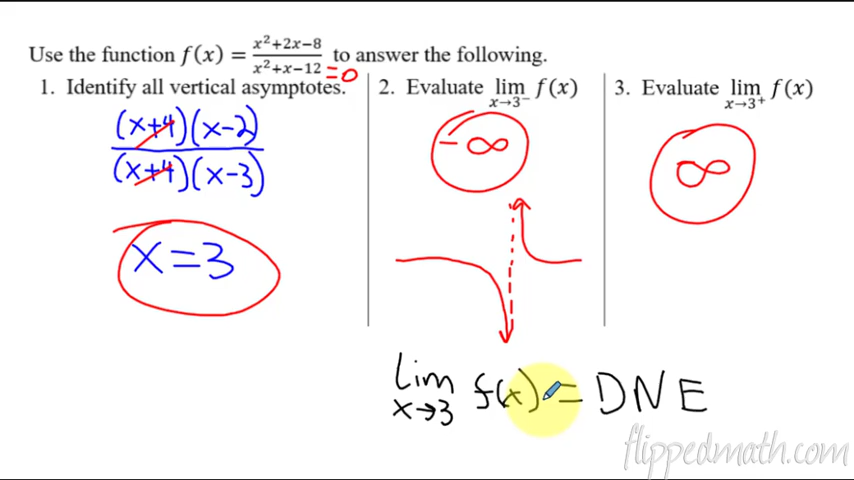 Use the function f(x) = (x²+2x−8)/(x²+x−12) to answer the following.
=0
1. Identify all vertical asymptotes.
(x+4)(x−2)
(x+4)(x−3)
x=3
2. Evaluate lim x→3⁻ f(x)
−∞
3. Evaluate lim x→3⁺ f(x)
∞
lim x→3 f(x) = DNE
flippedmath.com